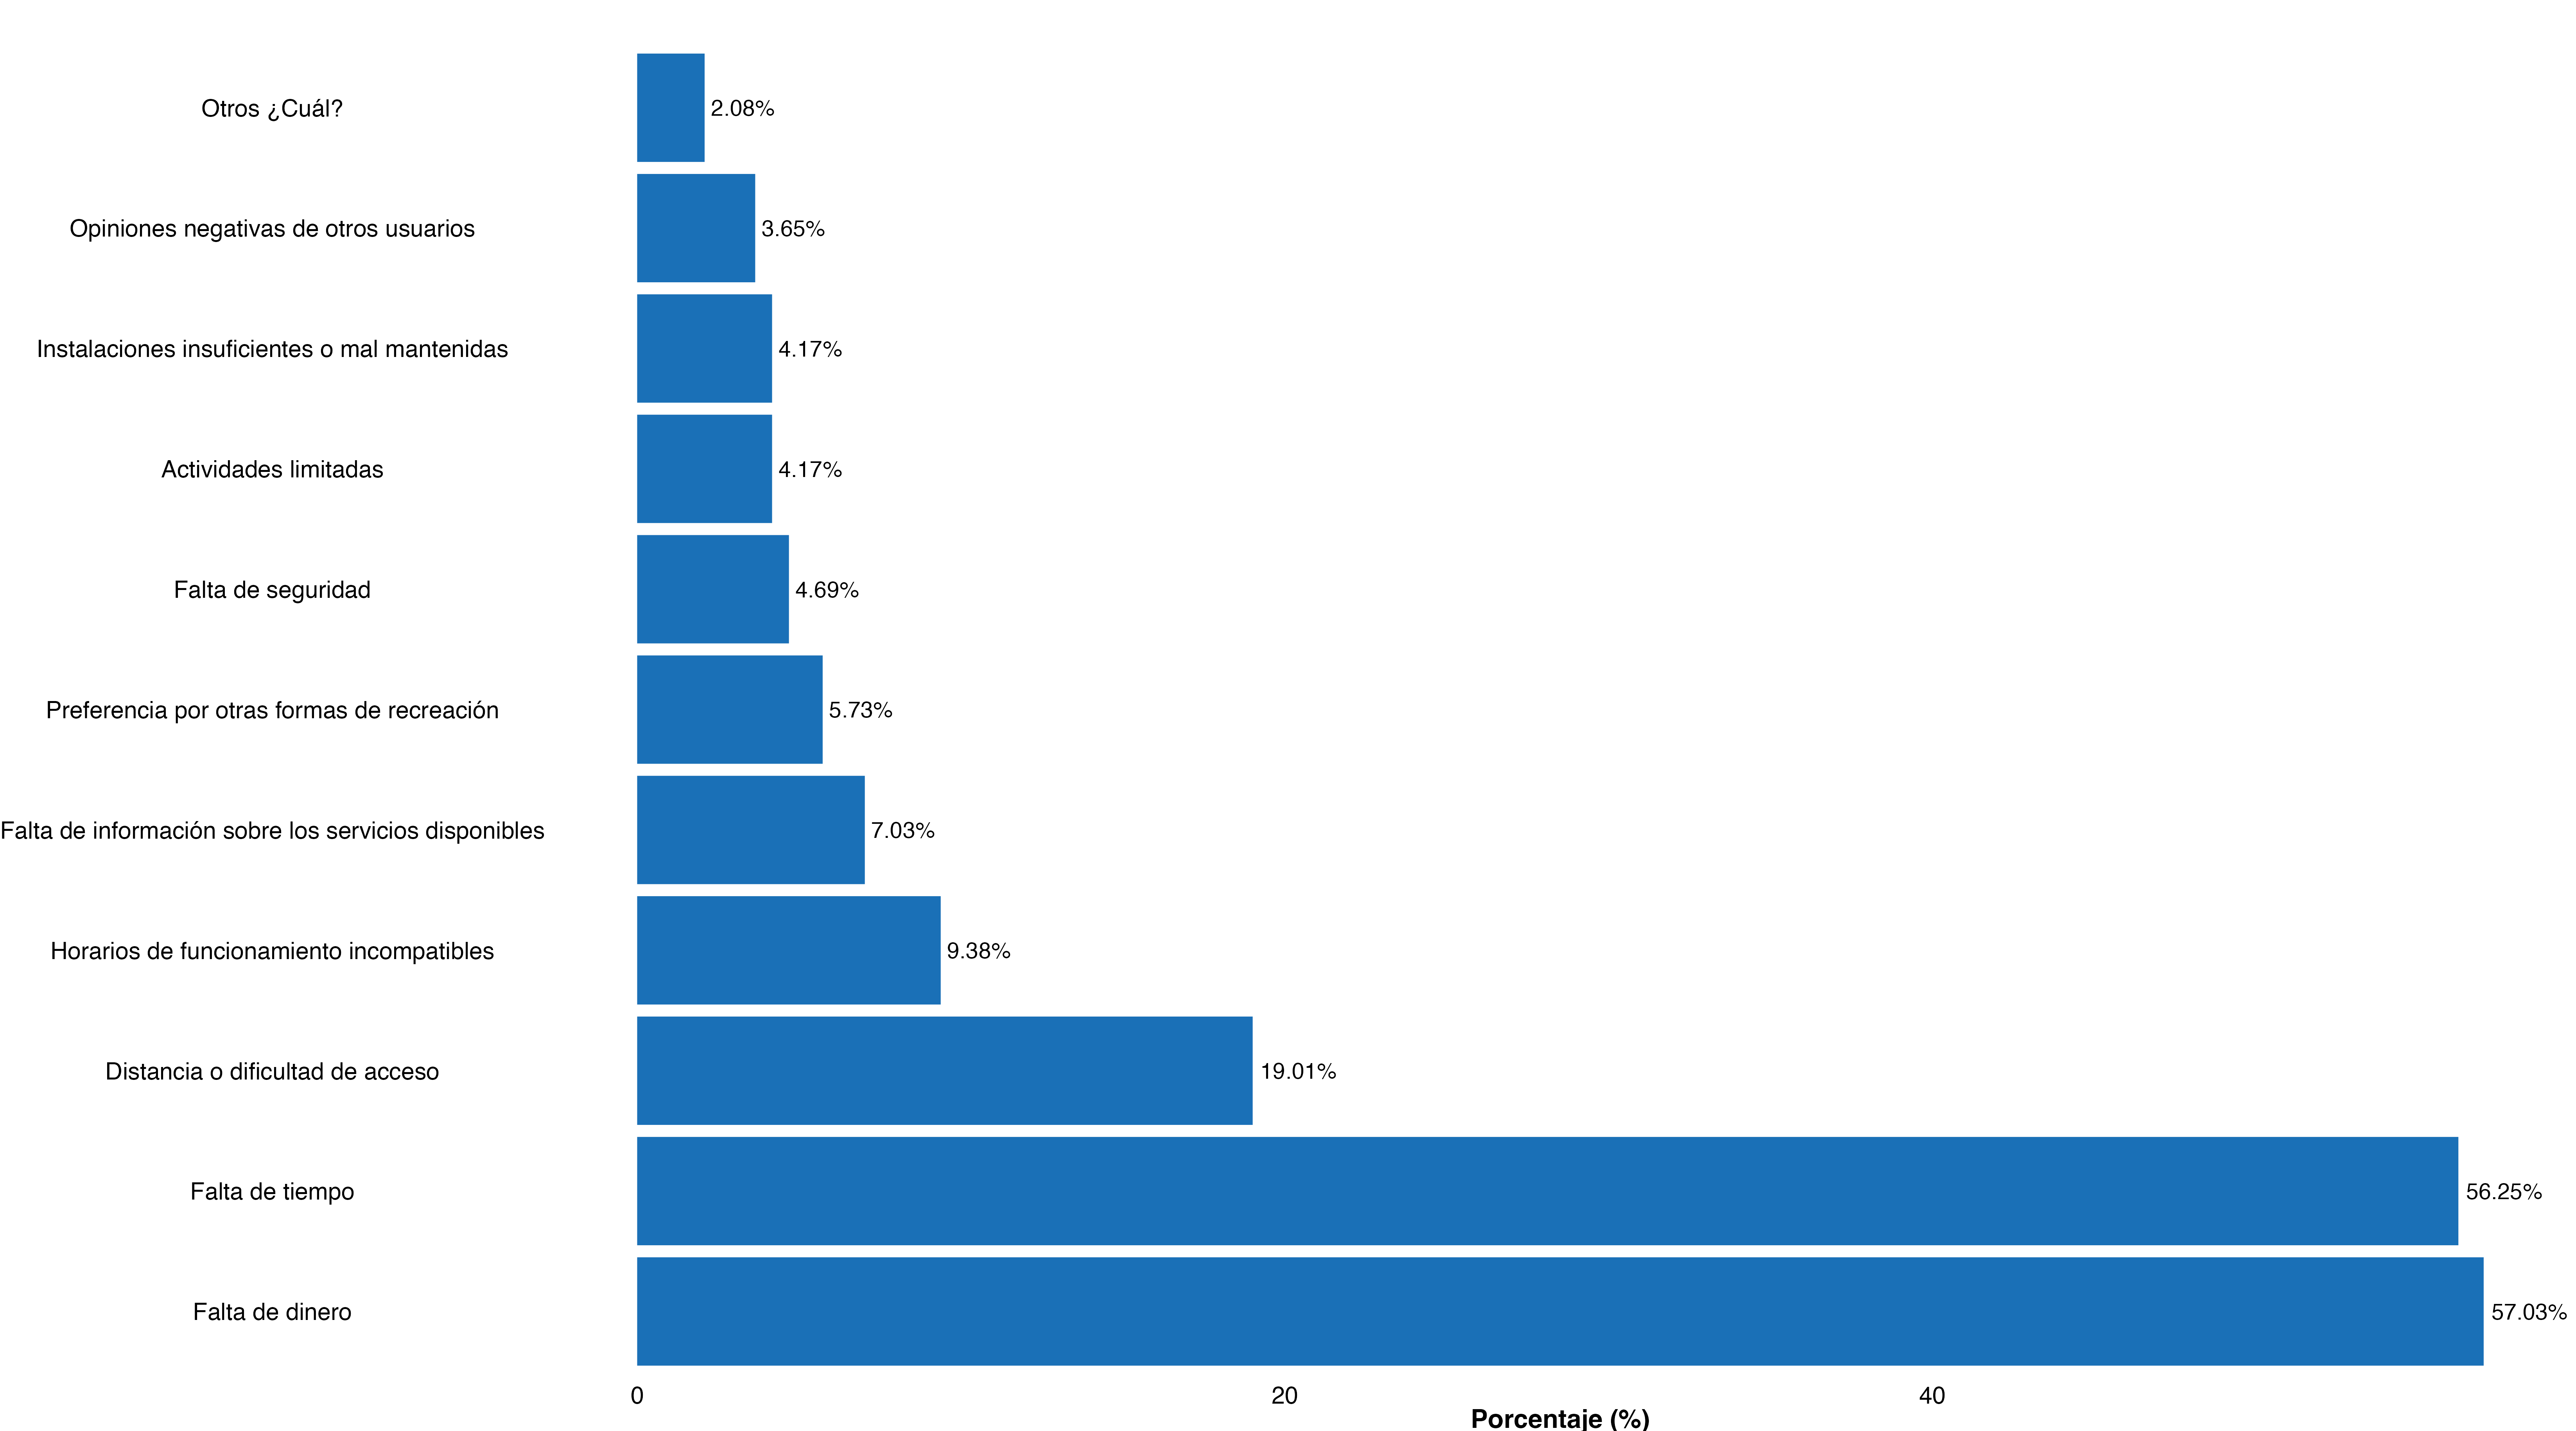 Otros ¿Cuál?
2.08%
Opiniones negativas de otros usuarios
3.65%
Instalaciones insuficientes o mal mantenidas
4.17%
Actividades limitadas
4.17%
Falta de seguridad
4.69%
Preferencia por otras formas de recreación
5.73%
Falta de información sobre los servicios disponibles
7.03%
Horarios de funcionamiento incompatibles
9.38%
Distancia o dificultad de acceso
19.01%
Falta de tiempo
56.25%
Falta de dinero
57.03%
0
20
40
Porcentaje (%)